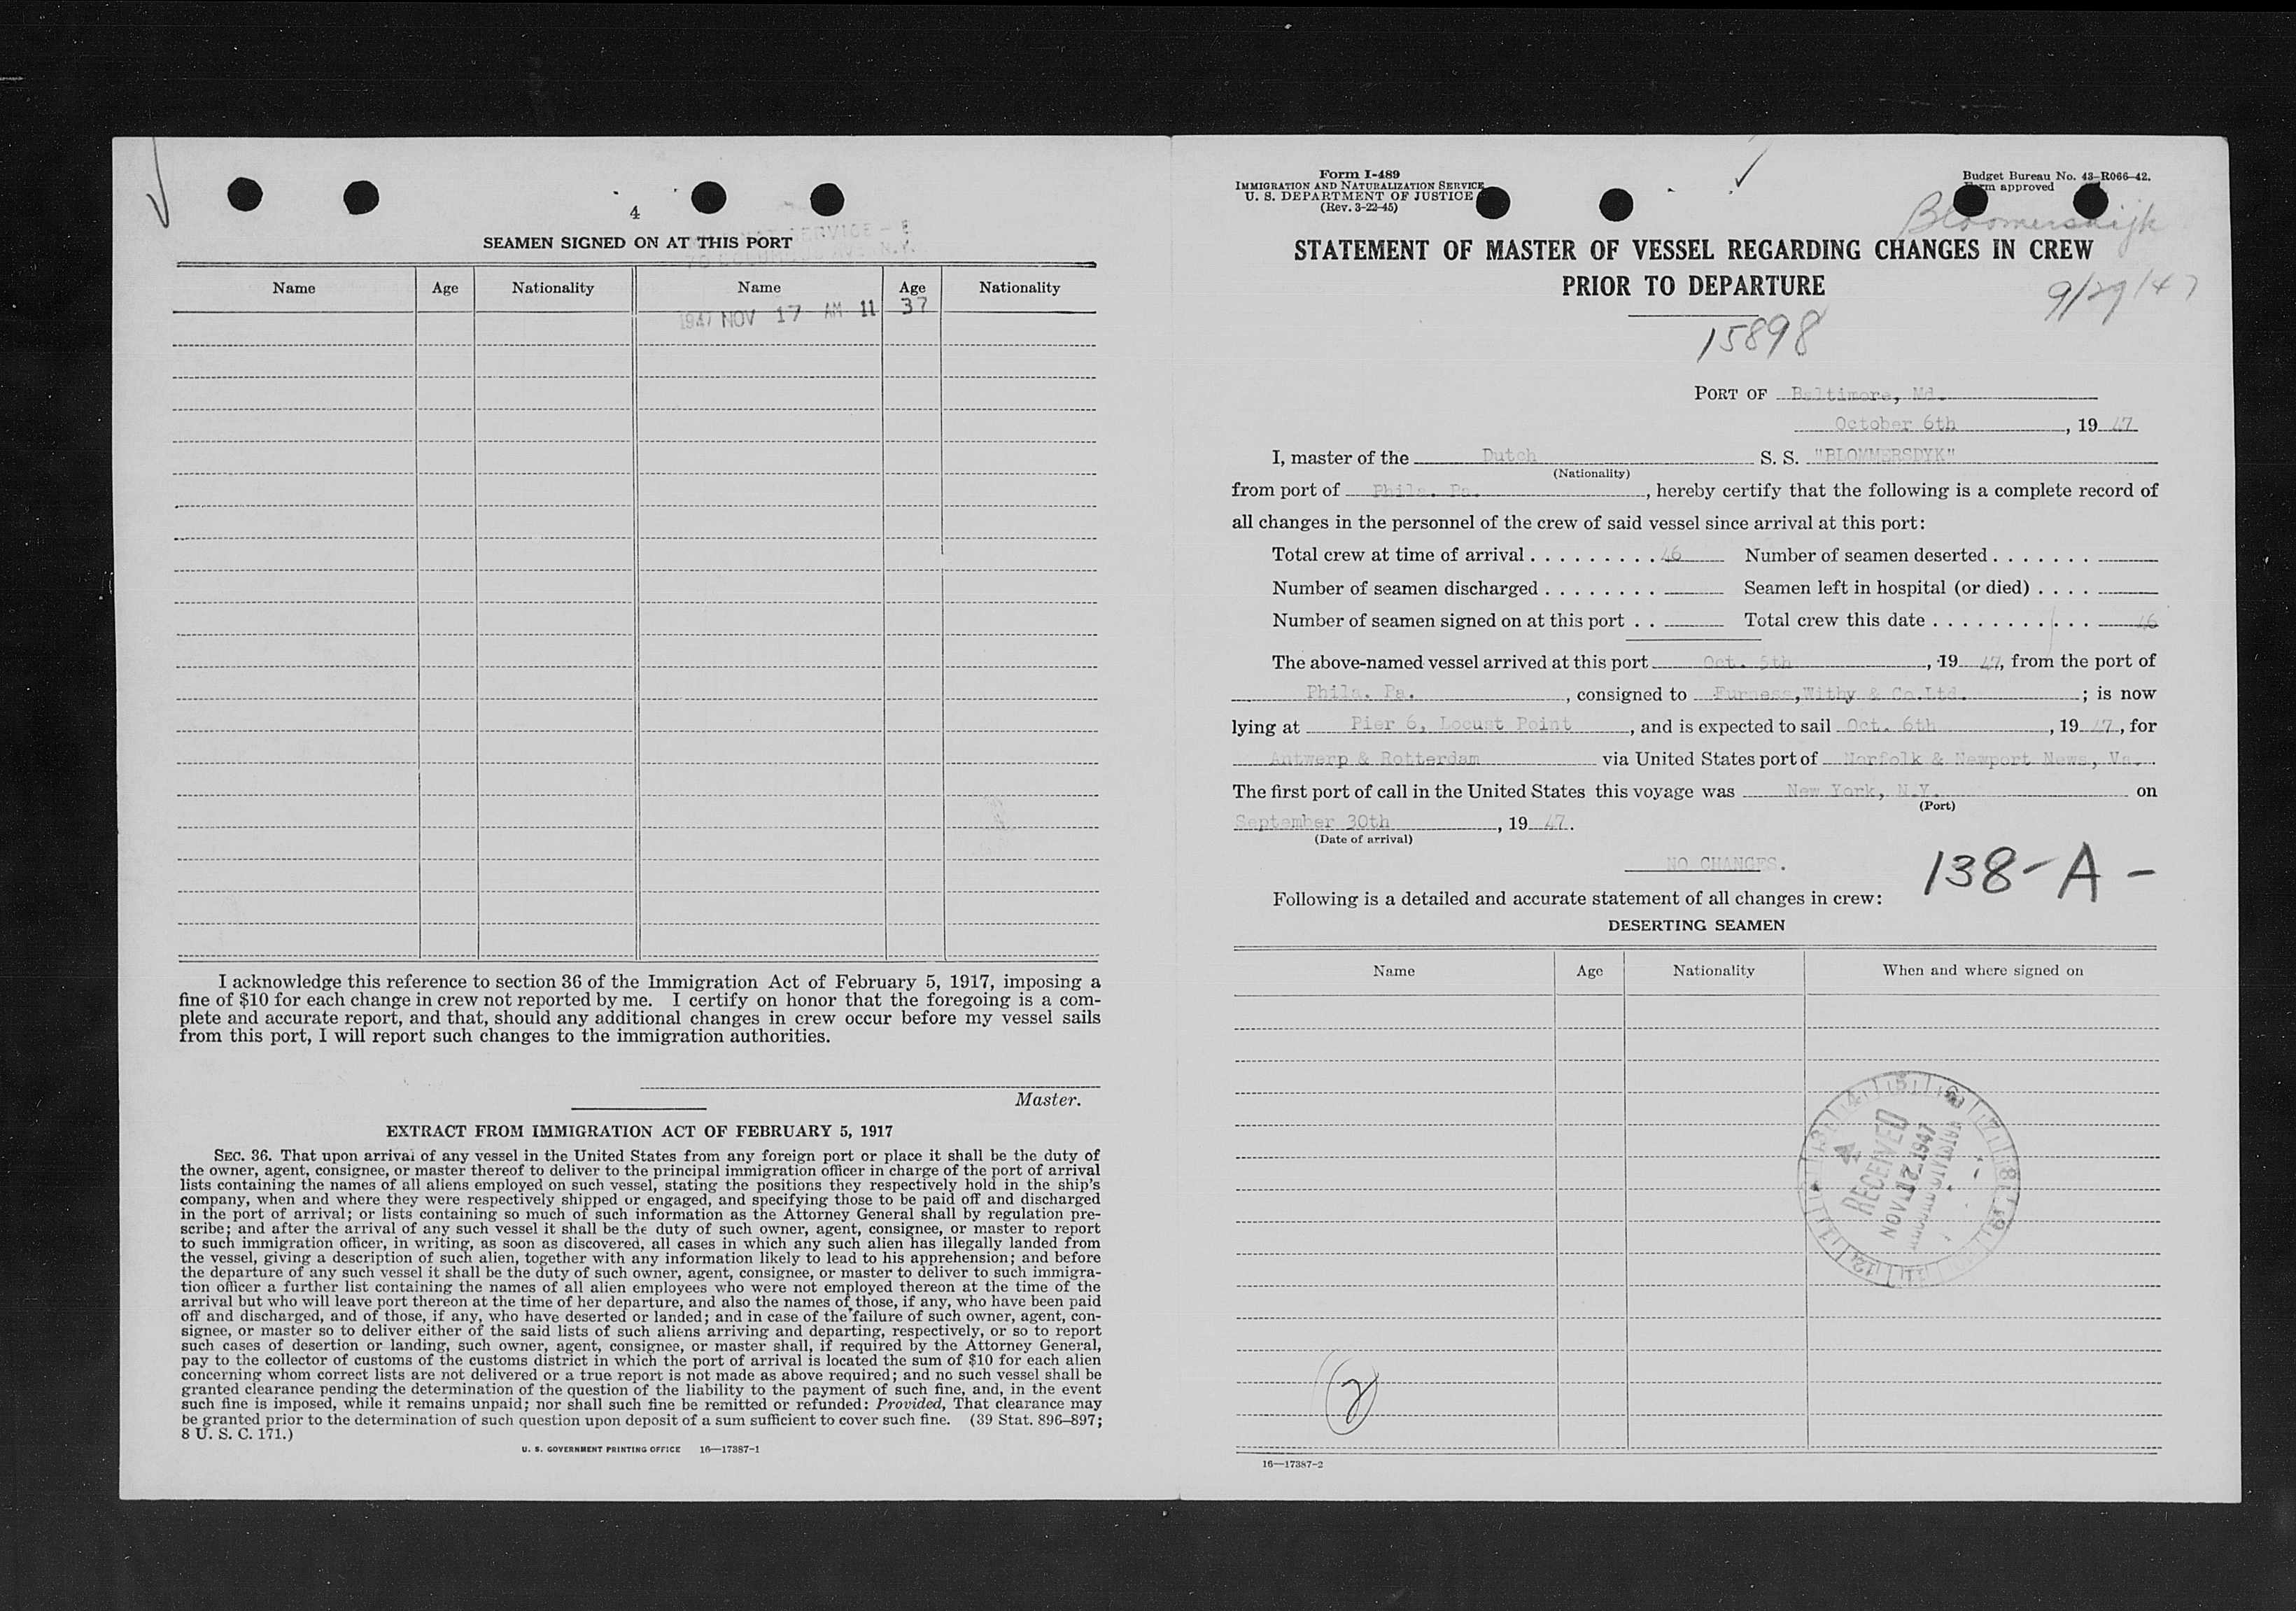 4
SEAMEN SIGNED ON AT THIS PORT
Name Age Nationality Name Age Nationality
1947 NOV 17 AM 11 37
I acknowledge this reference to section 36 of the Immigration Act of February 5, 1917, imposing a
fine of $10 for each change in crew not reported by me. I certify on honor that the foregoing is a com-
plete and accurate report, and that, should any additional changes in crew occur before my vessel sails
from this port, I will report such changes to the immigration authorities.
Master.
EXTRACT FROM IMMIGRATION ACT OF FEBRUARY 5, 1917
SEC. 36. That upon arrival of any vessel in the United States from any foreign port or place it shall be the duty of
the owner, agent, consignee, or master thereof to deliver to the principal immigration officer in charge of the port of arrival
lists containing the names of all aliens employed on such vessel, stating the positions they respectively hold in the ship's
company, when and where they were respectively shipped or engaged, and specifying those to be paid off and discharged
in the port of arrival; or lists containing so much of such information as the Attorney General shall by regulation pre-
scribe; and after the arrival of any such vessel it shall be the duty of such owner, agent, consignee, or master to report
to such immigration officer, in writing, as soon as discovered, all cases in which any such alien has illegally landed from
the vessel, giving a description of such alien, together with any information likely to lead to his apprehension; and before
the departure of any such vessel it shall be the duty of such owner, agent, consignee, or master to deliver to such immigra-
tion officer a further list containing the names of all alien employees who were not employed thereon at the time of the
arrival but who will leave port thereon at the time of her departure, and also the names of those, if any, who have been paid
off and discharged, and of those, if any, who have deserted or landed; and in case of the failure of such owner, agent, con-
signee, or master so to deliver either of the said lists of such aliens arriving and departing, respectively, or so to report
such cases of desertion or landing, such owner, agent, consignee, or master shall, if required by the Attorney General,
pay to the collector of customs of the customs district in which the port of arrival is located the sum of $10 for each alien
concerning whom correct lists are not delivered or a true report is not made as above required; and no such vessel shall be
granted clearance pending the determination of the question of the liability to the payment of such fine, and, in the event
such fine is imposed, while it remains unpaid; nor shall such fine be remitted or refunded: Provided, That clearance may
be granted prior to the determination of such question upon deposit of a sum sufficient to cover such fine. (39 Stat. 896–897;
8 U. S. C. 171.)
U. S. GOVERNMENT PRINTING OFFICE 16—17387-1
Form I-489
IMMIGRATION AND NATURALIZATION SERVICE
U. S. DEPARTMENT OF JUSTICE
(Rev. 3-22-45)
Budget Bureau No. 43-R066-42.
Form approved
Bloomersdijk
STATEMENT OF MASTER OF VESSEL REGARDING CHANGES IN CREW
PRIOR TO DEPARTURE
9/29/47
15898
PORT OF Baltimore, Md.
October 6th, 19 47
I, master of the Dutch S. S. "BLOMMERSDYK"
(Nationality)
from port of Phila. Pa., hereby certify that the following is a complete record of
all changes in the personnel of the crew of said vessel since arrival at this port:
Total crew at time of arrival . . . . . . . . . 46 Number of seamen deserted . . . . . . .
Number of seamen discharged . . . . . . . . Seamen left in hospital (or died) . . . .
Number of seamen signed on at this port . . Total crew this date . . . . . . . . . . . . 46
The above-named vessel arrived at this port Oct. 5th, 19 47, from the port of
Phila. Pa., consigned to Furness, Withy & Co. Ltd.; is now
lying at Pier 6, Locust Point, and is expected to sail Oct. 6th, 19 47, for
Antwerp & Rotterdam via United States port of Norfolk & Newport News, Va.
The first port of call in the United States this voyage was New York, N.Y. on
(Port)
September 30th, 19 47.
(Date of arrival)
NO CHANGES.
138-A-
Following is a detailed and accurate statement of all changes in crew:
DESERTING SEAMEN
Name Age Nationality When and where signed on
RECEIVED
NOV 17 1947
2
16—17387-2